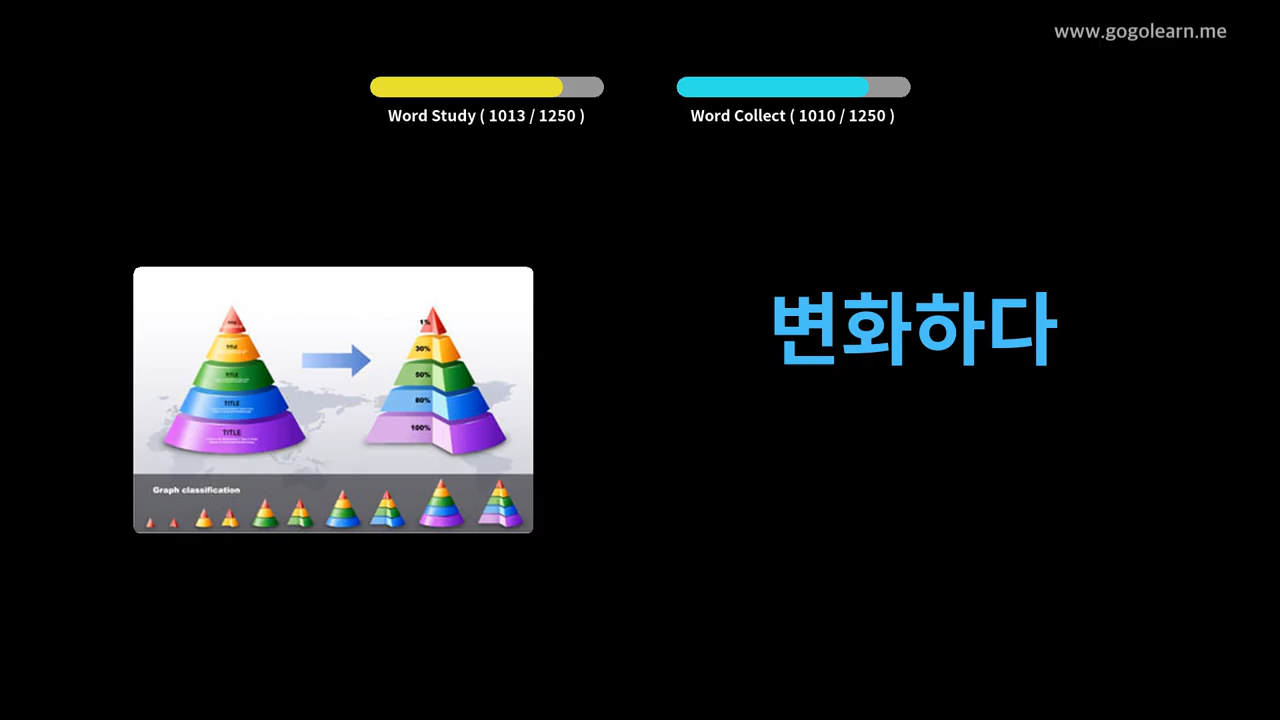 www.gogolearn.me
Word Study ( 1013 / 1250 )
Word Collect ( 1010 / 1250 )
변화하다
TITLE
TITLE
TITLE
TITLE
1%
30%
50%
80%
100%
Graph classification